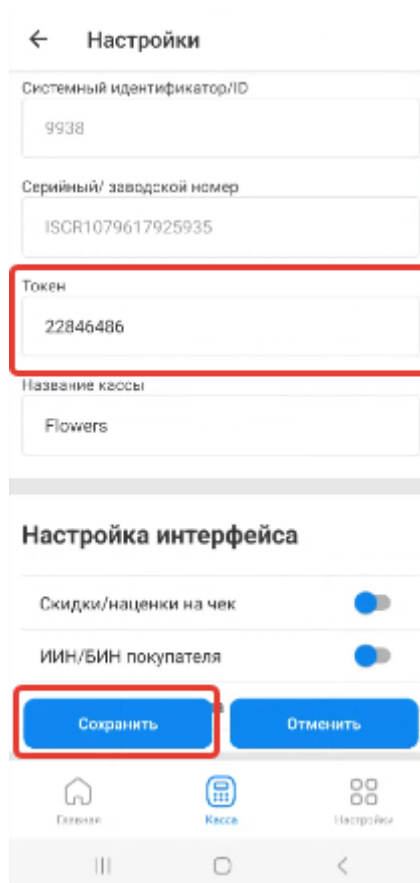 Настройки
Системный идентификатор/ID
9938
Серийный/ заводской номер
ISCR1079617925935
Токен
22846486
Название кассы
Flowers
Настройка интерфейса
Скидки/наценки на чек
ИИН/БИН покупателя
Сохранить
Отменить
Главная
Касса
Настройки